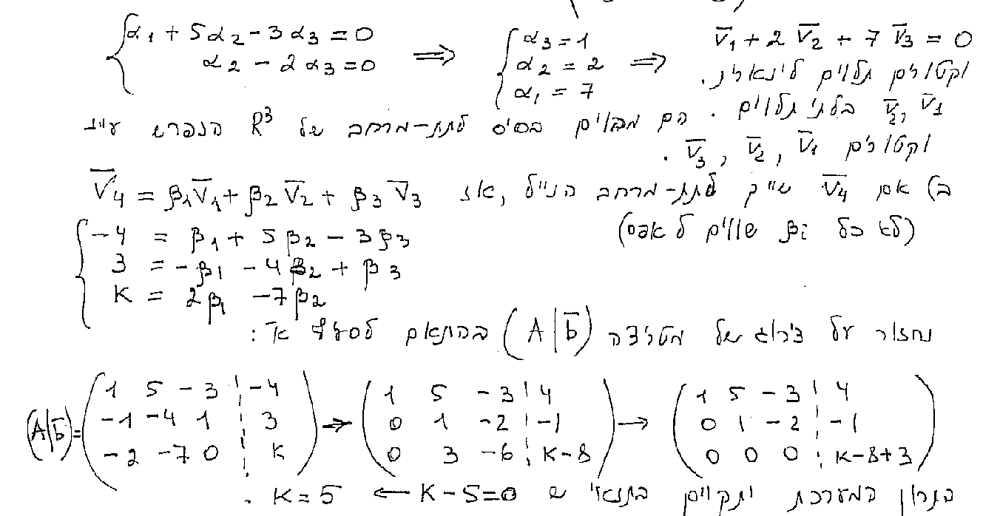 { α₁ + 5α₂ - 3α₃ = 0
α₂ - 2α₃ = 0 ⟹ { α₃ = 1
α₂ = 2
α₁ = 7 ⟹ v̅₁ + 2v̅₂ + 7v̅₃ = 0
וקטורים תלויים לינארית.
v̅₁, v̅₂ בלתי תלויים. הם מהווים בסיס לתת-מרחב של R³ הנפרש ע"י
וקטורים v̅₁, v̅₂, v̅₃.
ב) אם v̅₄ שייך לתת-מרחב הנ"ל, אז v̅₄ = β₁v̅₁ + β₂v̅₂ + β₃v̅₃
(לא כל βᵢ שווים לאפס)
{ -4 = β₁ + 5β₂ - 3β₃
3 = -β₁ - 4β₂ + β₃
K = 2β₁ - 7β₂
נחזור על דירוג של מטריצה (A|b̅) בהתאם לסעיף א':
(A|b̅) = ( 1 5 -3 | -4 ) → ( 1 5 -3 | 4 ) → ( 1 5 -3 | 4 )
( -1 -4 1 | 3 ) ( 0 1 -2 | -1 ) ( 0 1 -2 | -1 )
( -2 -7 0 | K ) ( 0 3 -6 | K-8 ) ( 0 0 0 | K-8+3 )
פתרון המערכת יתקיים בתנאי ש K-5=0 ⟵ K=5.